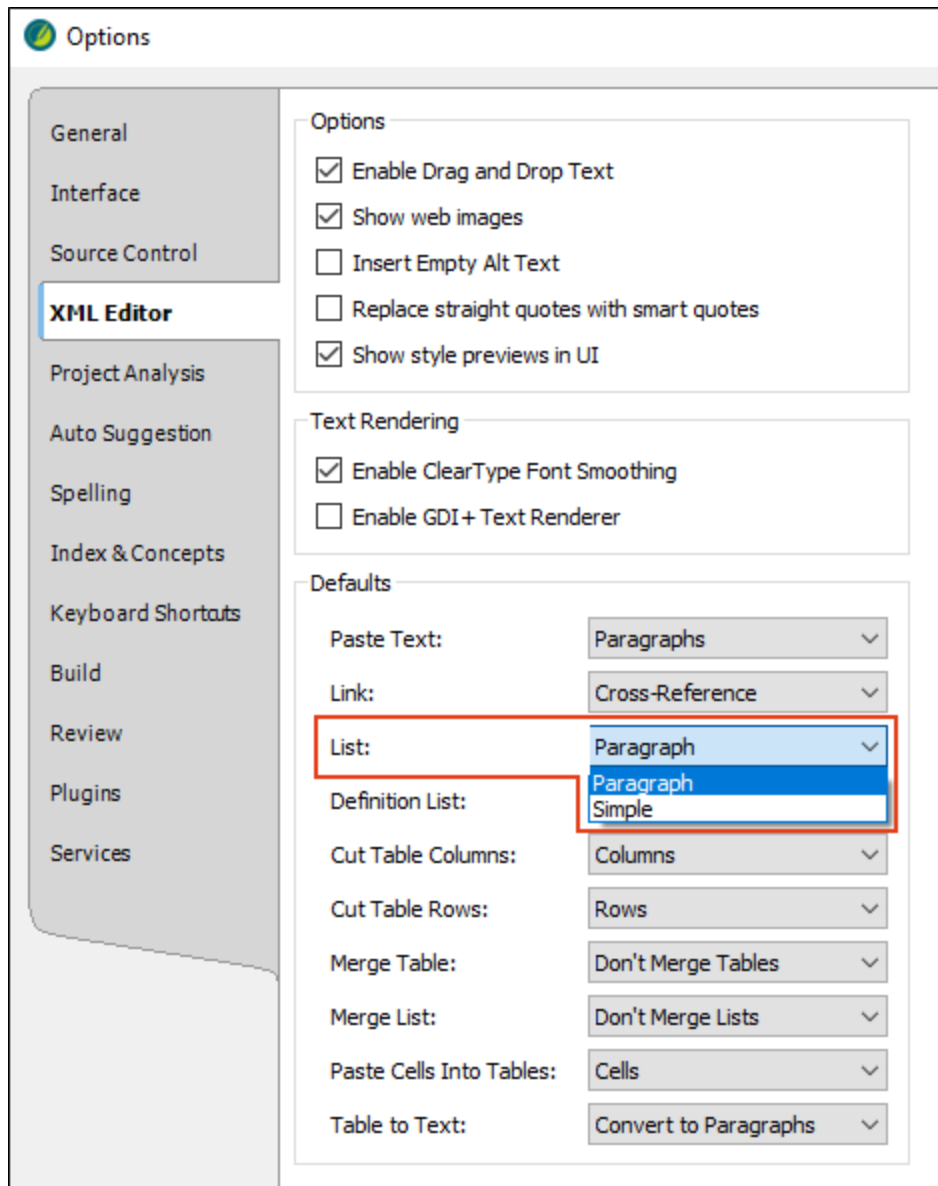 Options
General
Interface
Source Control
XML Editor
Project Analysis
Auto Suggestion
Spelling
Index & Concepts
Keyboard Shortcuts
Build
Review
Plugins
Services
Options
Enable Drag and Drop Text
Show web images
Insert Empty Alt Text
Replace straight quotes with smart quotes
Show style previews in UI
Text Rendering
Enable ClearType Font Smoothing
Enable GDI+ Text Renderer
Defaults
Paste Text: Paragraphs
Link: Cross-Reference
List: Paragraph
Paragraph
Simple
Definition List:
Cut Table Columns: Columns
Cut Table Rows: Rows
Merge Table: Don't Merge Tables
Merge List: Don't Merge Lists
Paste Cells Into Tables: Cells
Table to Text: Convert to Paragraphs